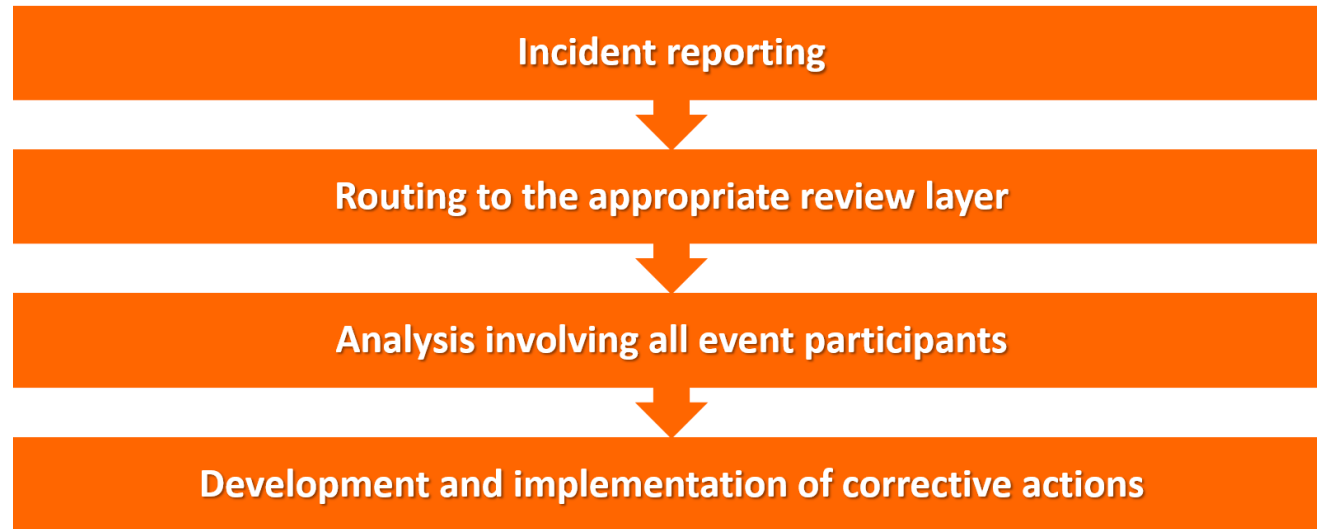 Incident reporting
Routing to the appropriate review layer
Analysis involving all event participants
Development and implementation of corrective actions